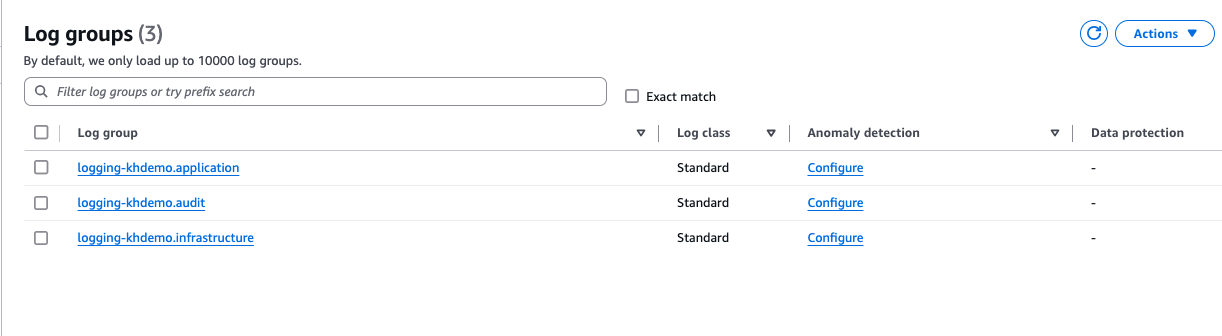 Log groups (3)
Actions
By default, we only load up to 10000 log groups.
Filter log groups or try prefix search
Exact match
Log group Log class Anomaly detection Data protection
logging-khdemo.application Standard Configure -
logging-khdemo.audit Standard Configure -
logging-khdemo.infrastructure Standard Configure -